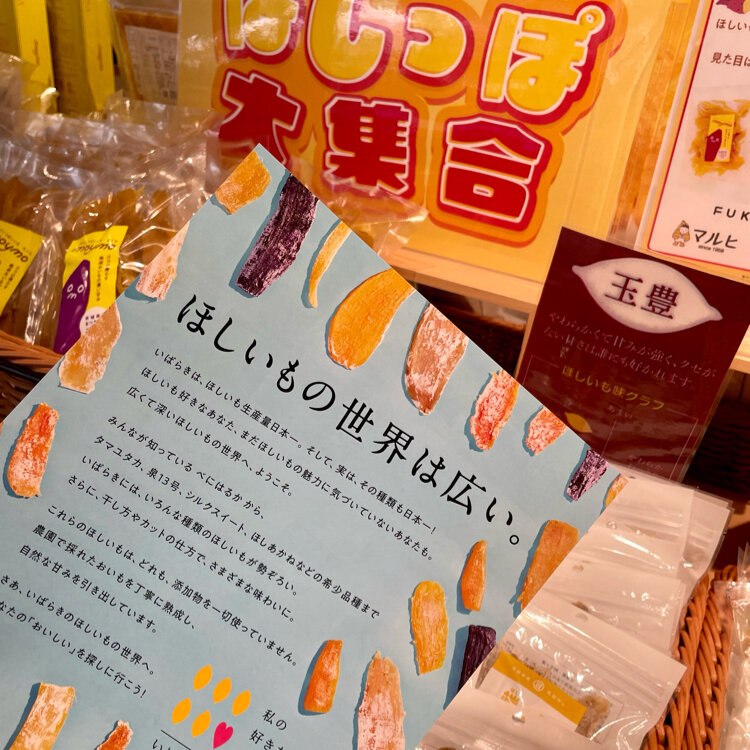 ほしっぽ
大集合
見た目は
FUK
マルヒ
since 1959
玉豊
やわらかくて甘みが強く、クセが
ほしいも味グラフ
ほしいもの世界は広い。
いばらきは、ほしいも生産量日本一。そして、実は、その種類も日本一！
ほしいも好きなあなた、まだほしいもの魅力に気づいていないあなたも。
広くて深いほしいもの世界へ、ようこそ。
みんなが知っている べにはるか から、
タマユタカ、泉13号、シルクスイート、ほしあかねなどの希少品種まで
いばらきには、いろんな種類のほしいもが勢ぞろい。
さらに、干し方やカットの仕方で、さまざまな味わいに。
これらのほしいもは、どれも、添加物を一切使っていません。
農園で採れたおいもを丁寧に熟成し、
自然な甘みを引き出しています。
さあ、いばらきのほしいもの世界へ。
なたの「おいしい」を探しに行こう！
私の
好き